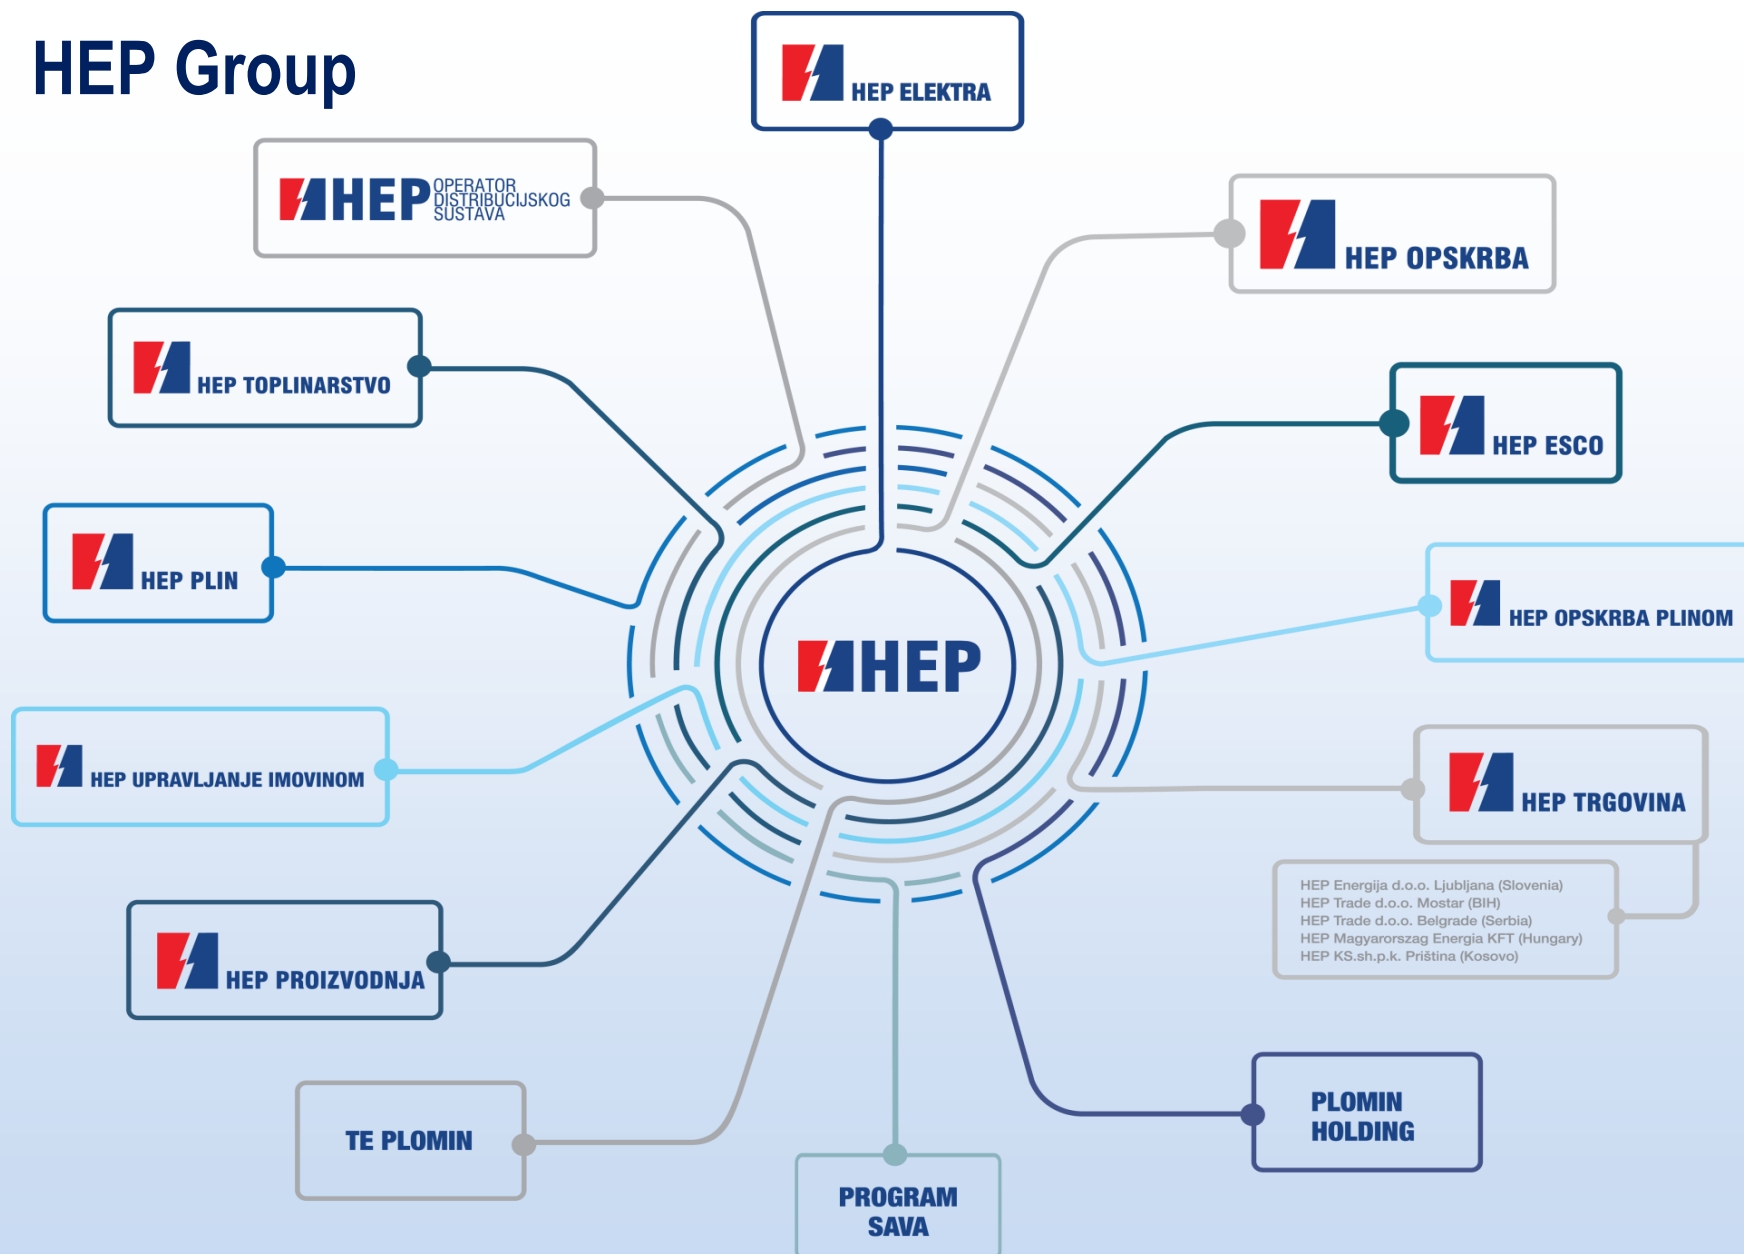 HEP Group
HEP ELEKTRA
HEP OPERATOR
DISTRIBUCIJSKOG
SUSTAVA
HEP OPSKRBA
HEP TOPLINARSTVO
HEP ESCO
HEP PLIN
HEP OPSKRBA PLINOM
HEP
HEP UPRAVLJANJE IMOVINOM
HEP TRGOVINA
HEP Energija d.o.o. Ljubljana (Slovenia)
HEP Trade d.o.o. Mostar (BIH)
HEP Trade d.o.o. Belgrade (Serbia)
HEP Magyarorszag Energia KFT (Hungary)
HEP KS.sh.p.k. Priština (Kosovo)
HEP PROIZVODNJA
TE PLOMIN
PLOMIN
HOLDING
PROGRAM
SAVA